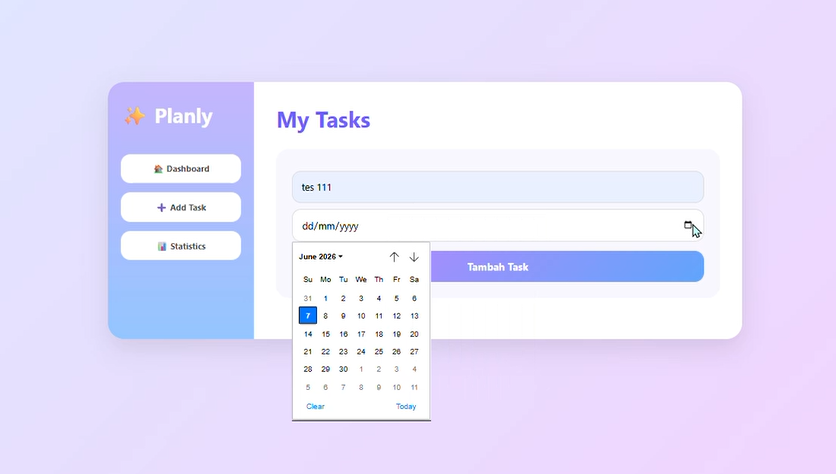 ✨ Planly
🏠 Dashboard
➕ Add Task
📊 Statistics
My Tasks
tes 111
dd/mm/yyyy
Tambah Task
June 2026
Su Mo Tu We Th Fr Sa
31 1 2 3 4 5 6
7 8 9 10 11 12 13
14 15 16 17 18 19 20
21 22 23 24 25 26 27
28 29 30 1 2 3 4
5 6 7 8 9 10 11
Clear Today